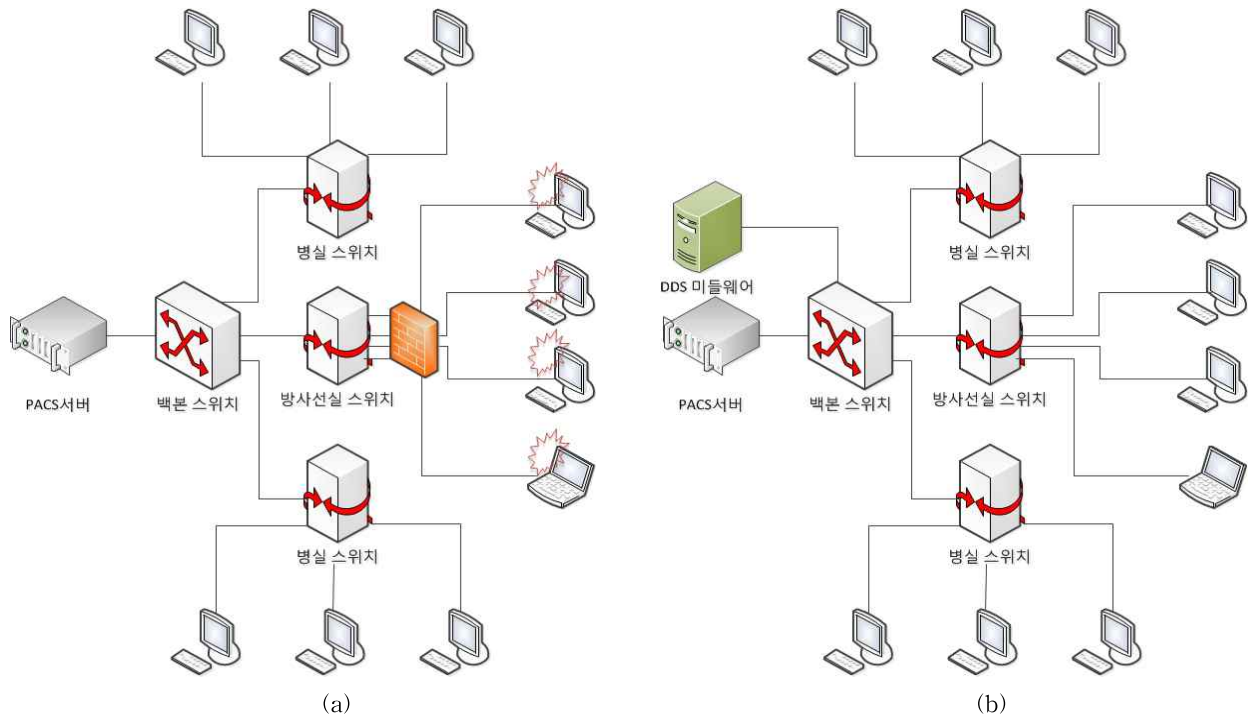 병실 스위치
PACS서버
백본 스위치
방사선실 스위치
병실 스위치
(a)
병실 스위치
DDS 미들웨어
PACS서버
백본 스위치
방사선실 스위치
병실 스위치
(b)